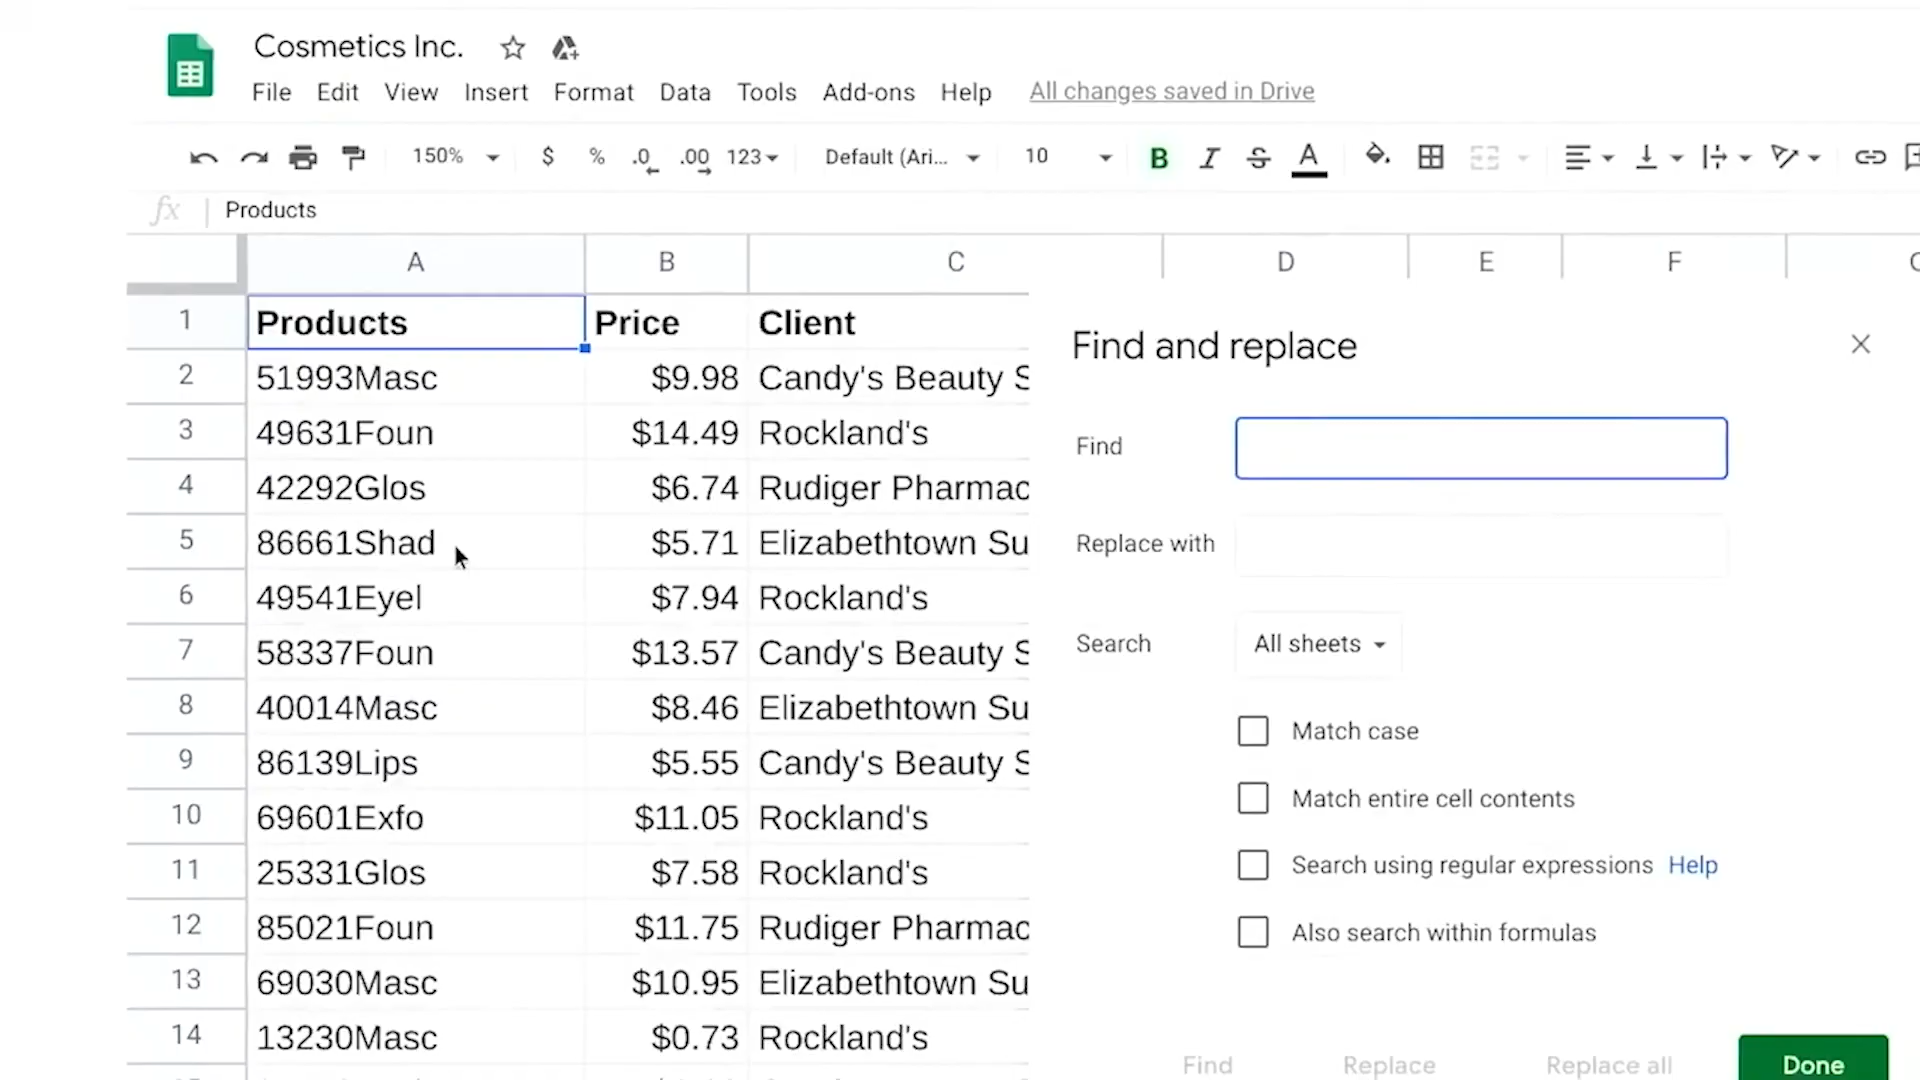 Cosmetics Inc.
File Edit View Insert Format Data Tools Add-ons Help All changes saved in Drive
150% $ % .0 .00 123 Default (Ari... 10 B I S A
fx Products
A B C D E F
1 Products Price Client
2 51993Masc $9.98 Candy's Beauty S
3 49631Foun $14.49 Rockland's
4 42292Glos $6.74 Rudiger Pharmac
5 86661Shad $5.71 Elizabethtown Su
6 49541Eyel $7.94 Rockland's
7 58337Foun $13.57 Candy's Beauty S
8 40014Masc $8.46 Elizabethtown Su
9 86139Lips $5.55 Candy's Beauty S
10 69601Exfo $11.05 Rockland's
11 25331Glos $7.58 Rockland's
12 85021Foun $11.75 Rudiger Pharmac
13 69030Masc $10.95 Elizabethtown Su
14 13230Masc $0.73 Rockland's
Find and replace
Find
Replace with
Search All sheets
Match case
Match entire cell contents
Search using regular expressions Help
Also search within formulas
Find Replace Replace all Done